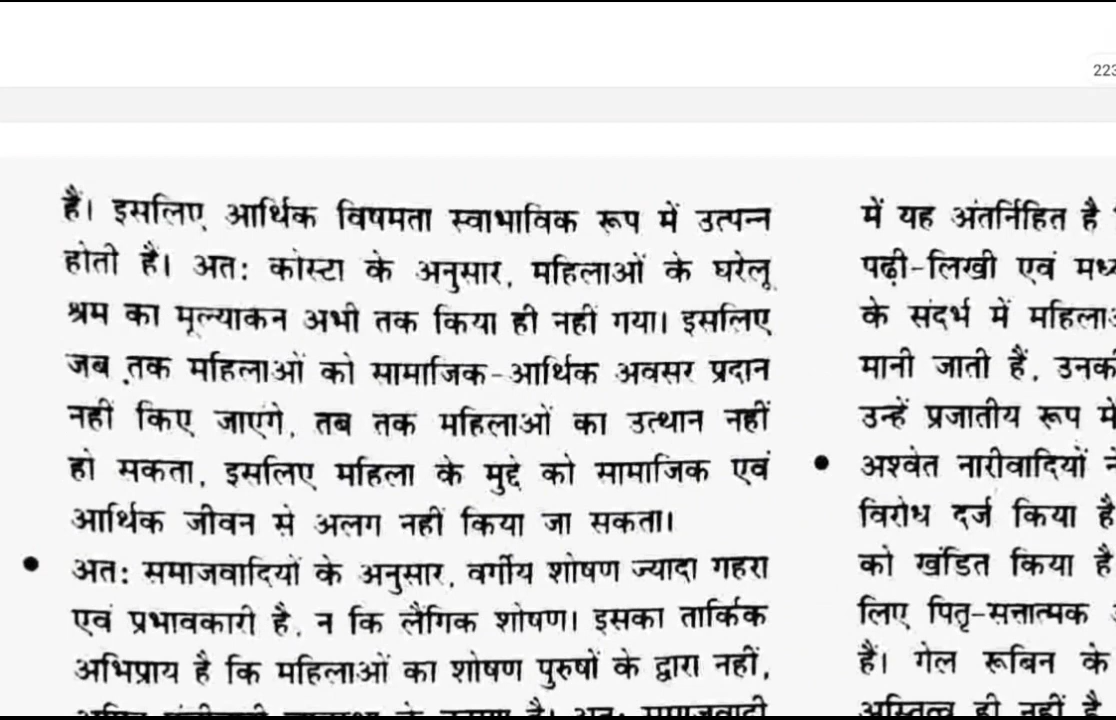 223
हैं। इसलिए आर्थिक विषमता स्वाभाविक रूप में उत्पन्न
होती है। अत: कोस्टा के अनुसार, महिलाओं के घरेलू
श्रम का मूल्याकन अभी तक किया ही नहीं गया। इसलिए
जब तक महिलाओं को सामाजिक-आर्थिक अवसर प्रदान
नहीं किए जाएंगे, तब तक महिलाओं का उत्थान नहीं
हो सकता, इसलिए महिला के मुद्दे को सामाजिक एवं
आर्थिक जीवन से अलग नहीं किया जा सकता।
• अत: समाजवादियों के अनुसार, वर्गीय शोषण ज्यादा गहरा
एवं प्रभावकारी है, न कि लैंगिक शोषण। इसका तार्किक
अभिप्राय है कि महिलाओं का शोषण पुरुषों के द्वारा नहीं,
में यह अंतर्निहित है
पढ़ी-लिखी एवं
के संदर्भ में
मानी जाती हैं,
उन्हें प्रजातीय रूप
• अश्वेत नारीवादियों
विरोध दर्ज किया है
को खंडित किया है
लिए पितृ-सत्तात्मक
हैं। गेल रूबिन के
अस्तित्व ही नहीं है